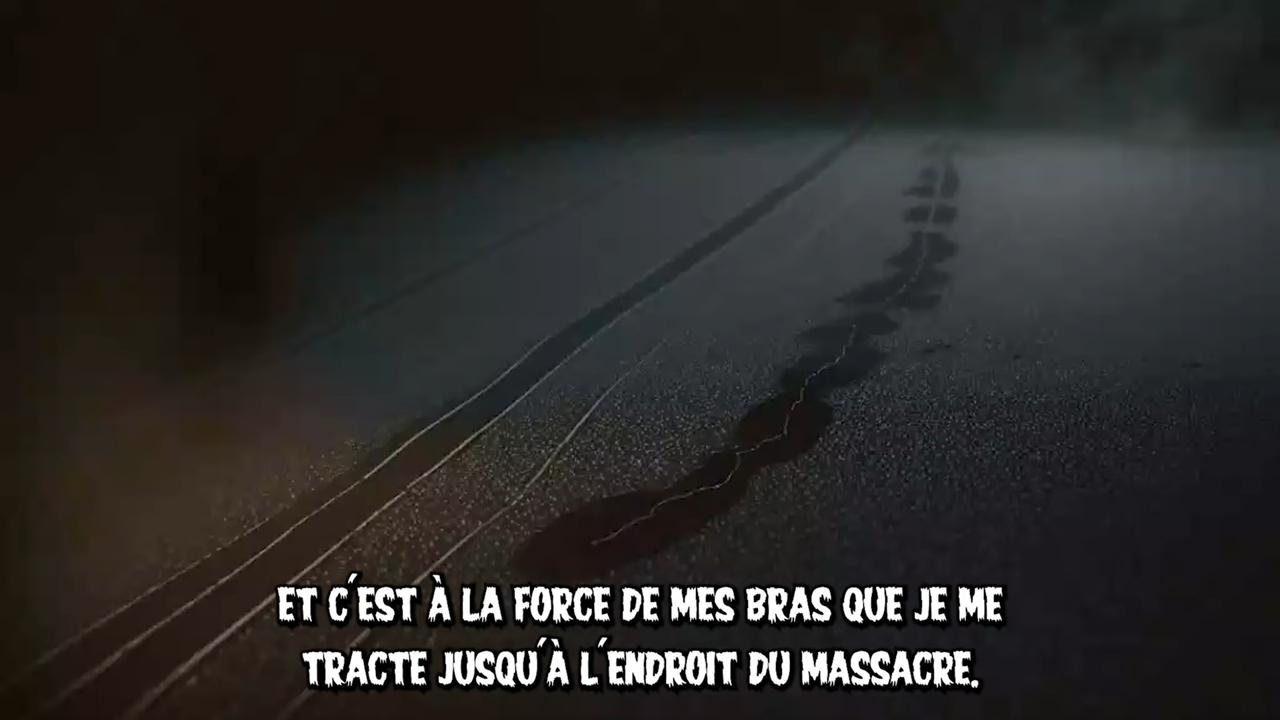 ET C'EST À LA FORCE DE MES BRAS QUE JE ME
TRACTE JUSQU'À L'ENDROIT DU MASSACRE.